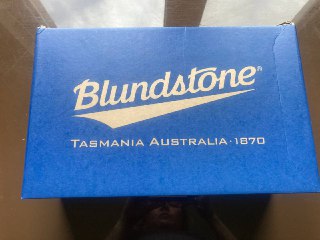 Blundstone®
TASMANIA AUSTRALIA · 1870